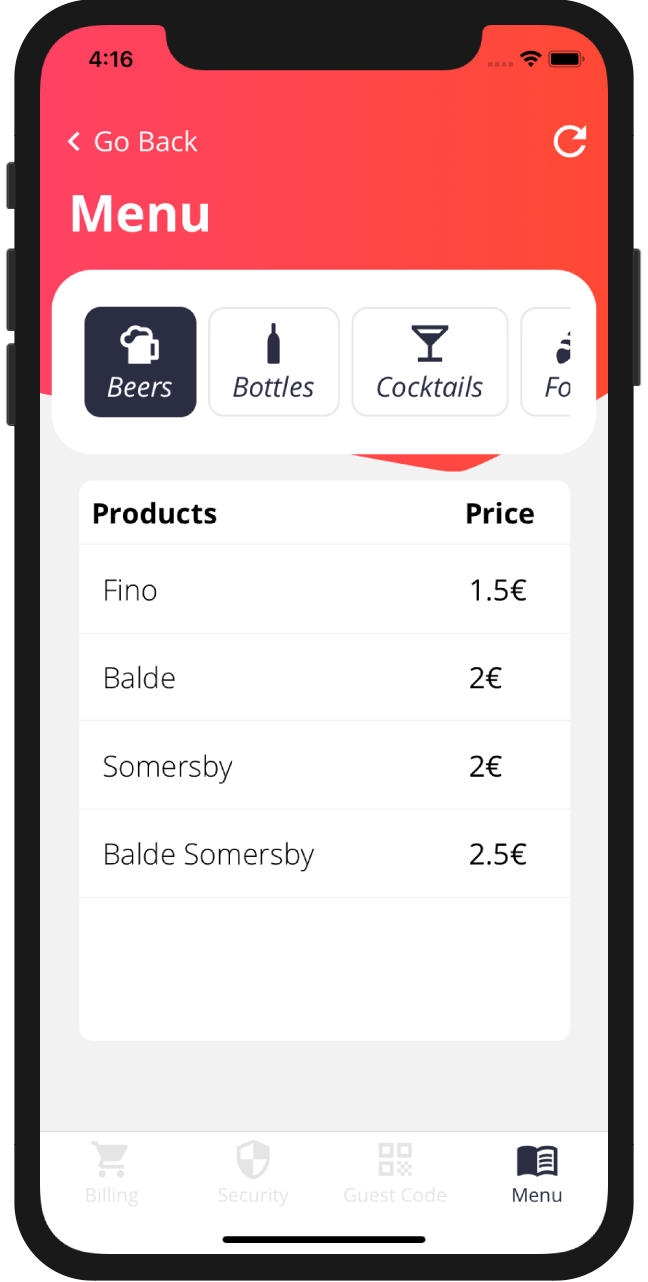 4:16
Go Back
Menu
Beers Bottles Cocktails Fo
Products Price
Fino 1.5€
Balde 2€
Somersby 2€
Balde Somersby 2.5€
Billing Security Guest Code Menu